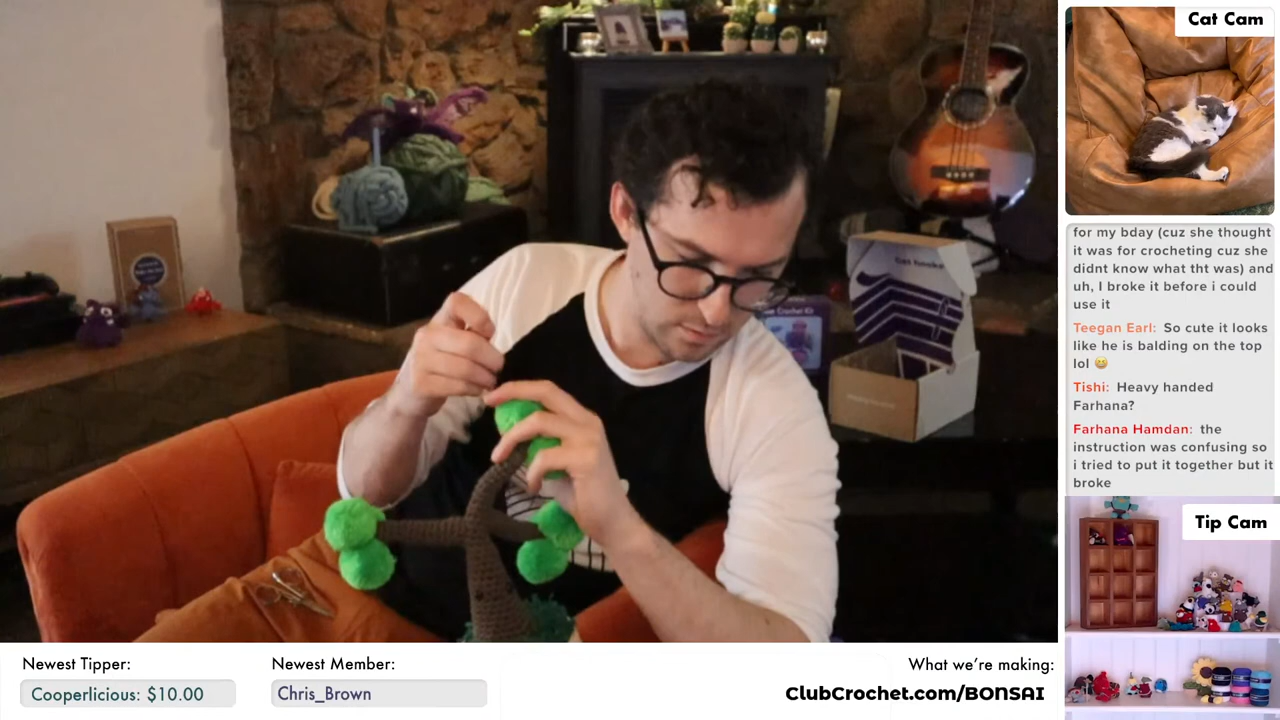 Cat Cam
for my bday (cuz she thought
it was for crocheting cuz she
didnt know what tht was) and
uh, I broke it before i could
use it
Teegan Earl: So cute it looks
like he is balding on the top
lol 😄
Tishi: Heavy handed
Farhana?
Farhana Hamdan: the
instruction was confusing so
i tried to put it together but it
broke
Tip Cam
Crochet Kit
Newest Tipper:
Cooperlicious: $10.00
Newest Member:
Chris_Brown
What we're making:
ClubCrochet.com/BONSAI